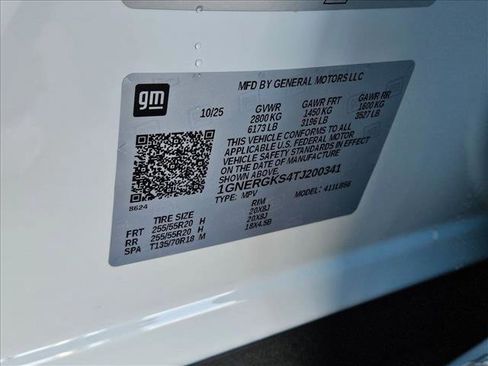 gm
MFD BY GENERAL MOTORS LLC
10/25 GVWR GAWR FRT GAWR RR
2800 KG 1450 KG 1600 KG
6173 LB 3196 LB 3527 LB
THIS VEHICLE CONFORMS TO ALL
APPLICABLE U.S. FEDERAL MOTOR
VEHICLE SAFETY STANDARDS IN EFFECT
ON THE DATE OF MANUFACTURE
SHOWN ABOVE.
1GNERGKS4TJ200341
TYPE: MPV MODEL: 411LB56
8624
TIRE SIZE RIM
FRT 255/55R20 H 20X8J
RR 255/55R20 H 20X8J
SPA T135/70R18 M 18X4.5B